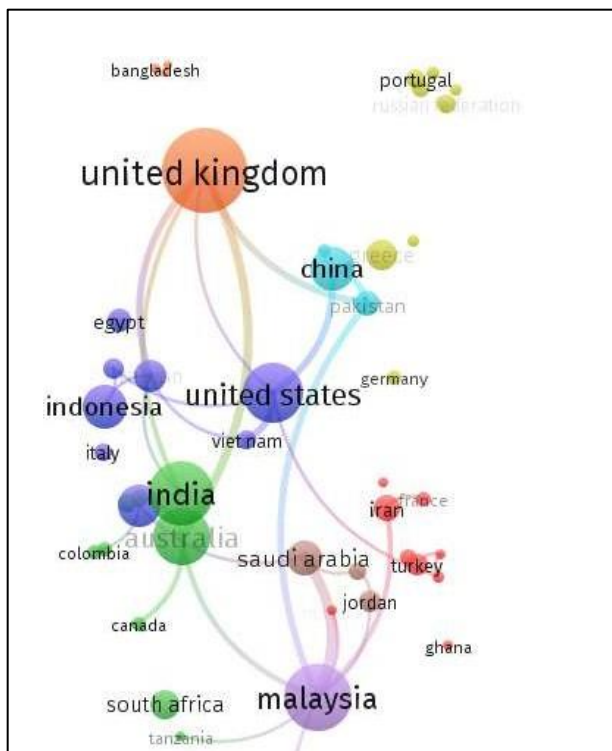 bangladesh
portugal
russian federation
united kingdom
china
greece
pakistan
egypt
germany
indonesia
united states
viet nam
italy
india
iran
france
australia
colombia
saudi arabia
turkey
jordan
canada
ghana
malaysia
south africa
tanzania